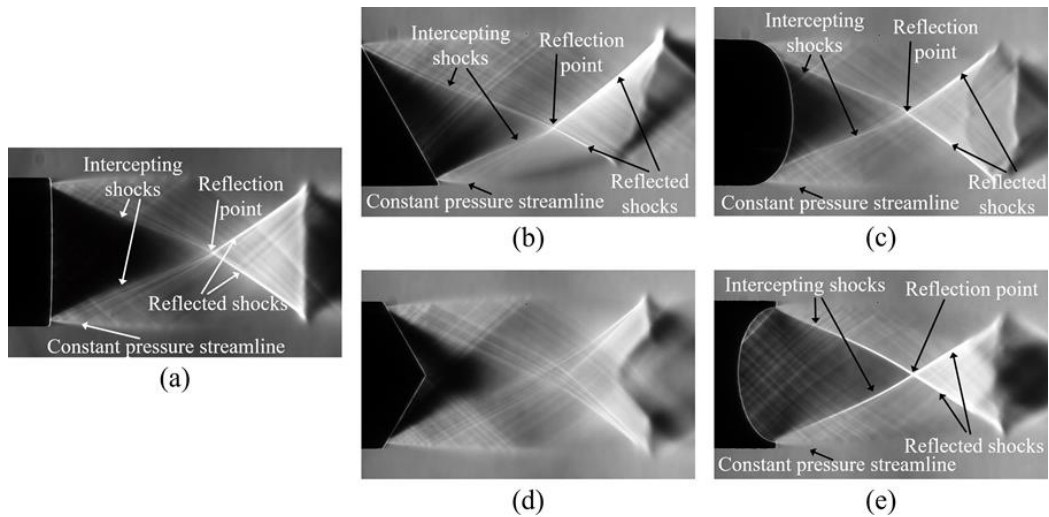 Intercepting
shocks
Reflection
point
Reflected shocks
Constant pressure streamline
(a)
Intercepting
shocks
Reflection
point
Reflected
shocks
Constant pressure streamline
(b)
Intercepting
shocks
Reflection
point
Reflected
shocks
Constant pressure streamline
(c)
(d)
Intercepting shocks
Reflection point
Reflected shocks
Constant pressure streamline
(e)